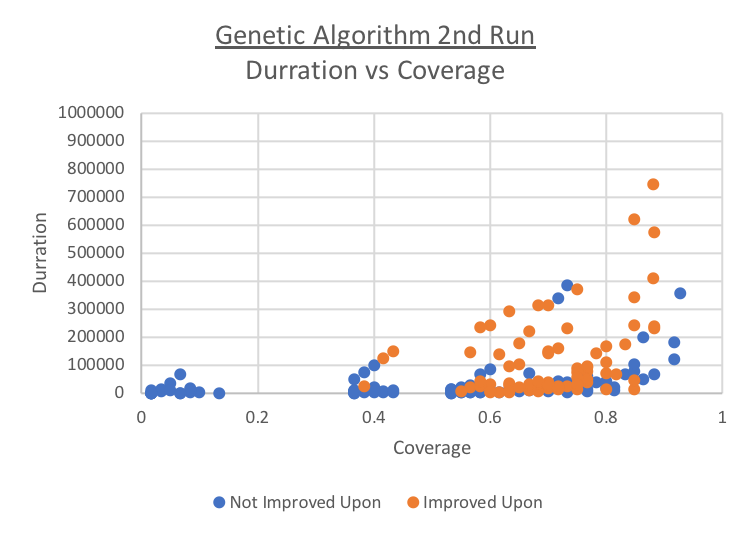 Genetic Algorithm 2nd Run
Durration vs Coverage
1000000
900000
800000
700000
600000
500000
400000
300000
200000
100000
0
Durration
0 0.2 0.4 0.6 0.8 1
Coverage
Not Improved Upon Improved Upon